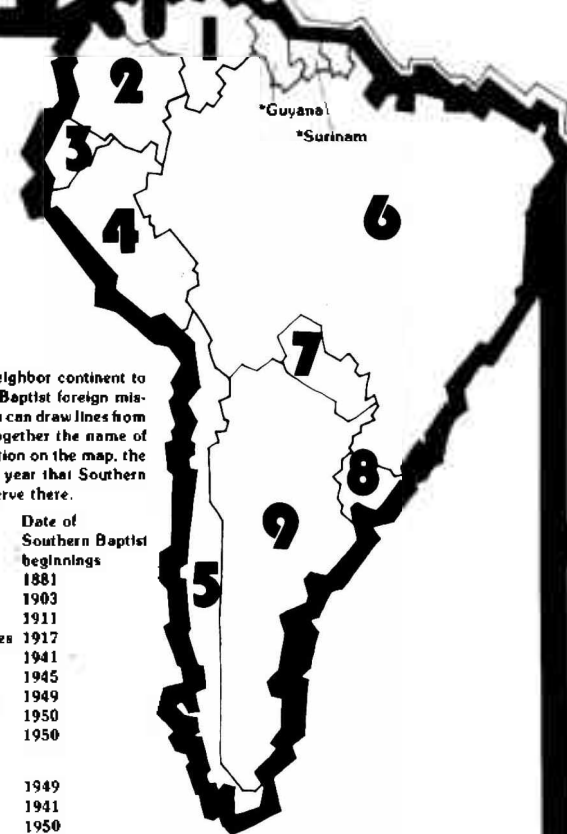 1
2
*Guyana
*Surinam
3
4
6
7
eighbor continent to
Baptist foreign mis-
can draw lines from
ogether the name of
tion on the map, the
year that Southern
erve there.
8
9
5
Date of
Southern Baptist
beginnings
1881
1903
1911
es 1917
1941
1945
1949
1950
1950
1949
1941
1950